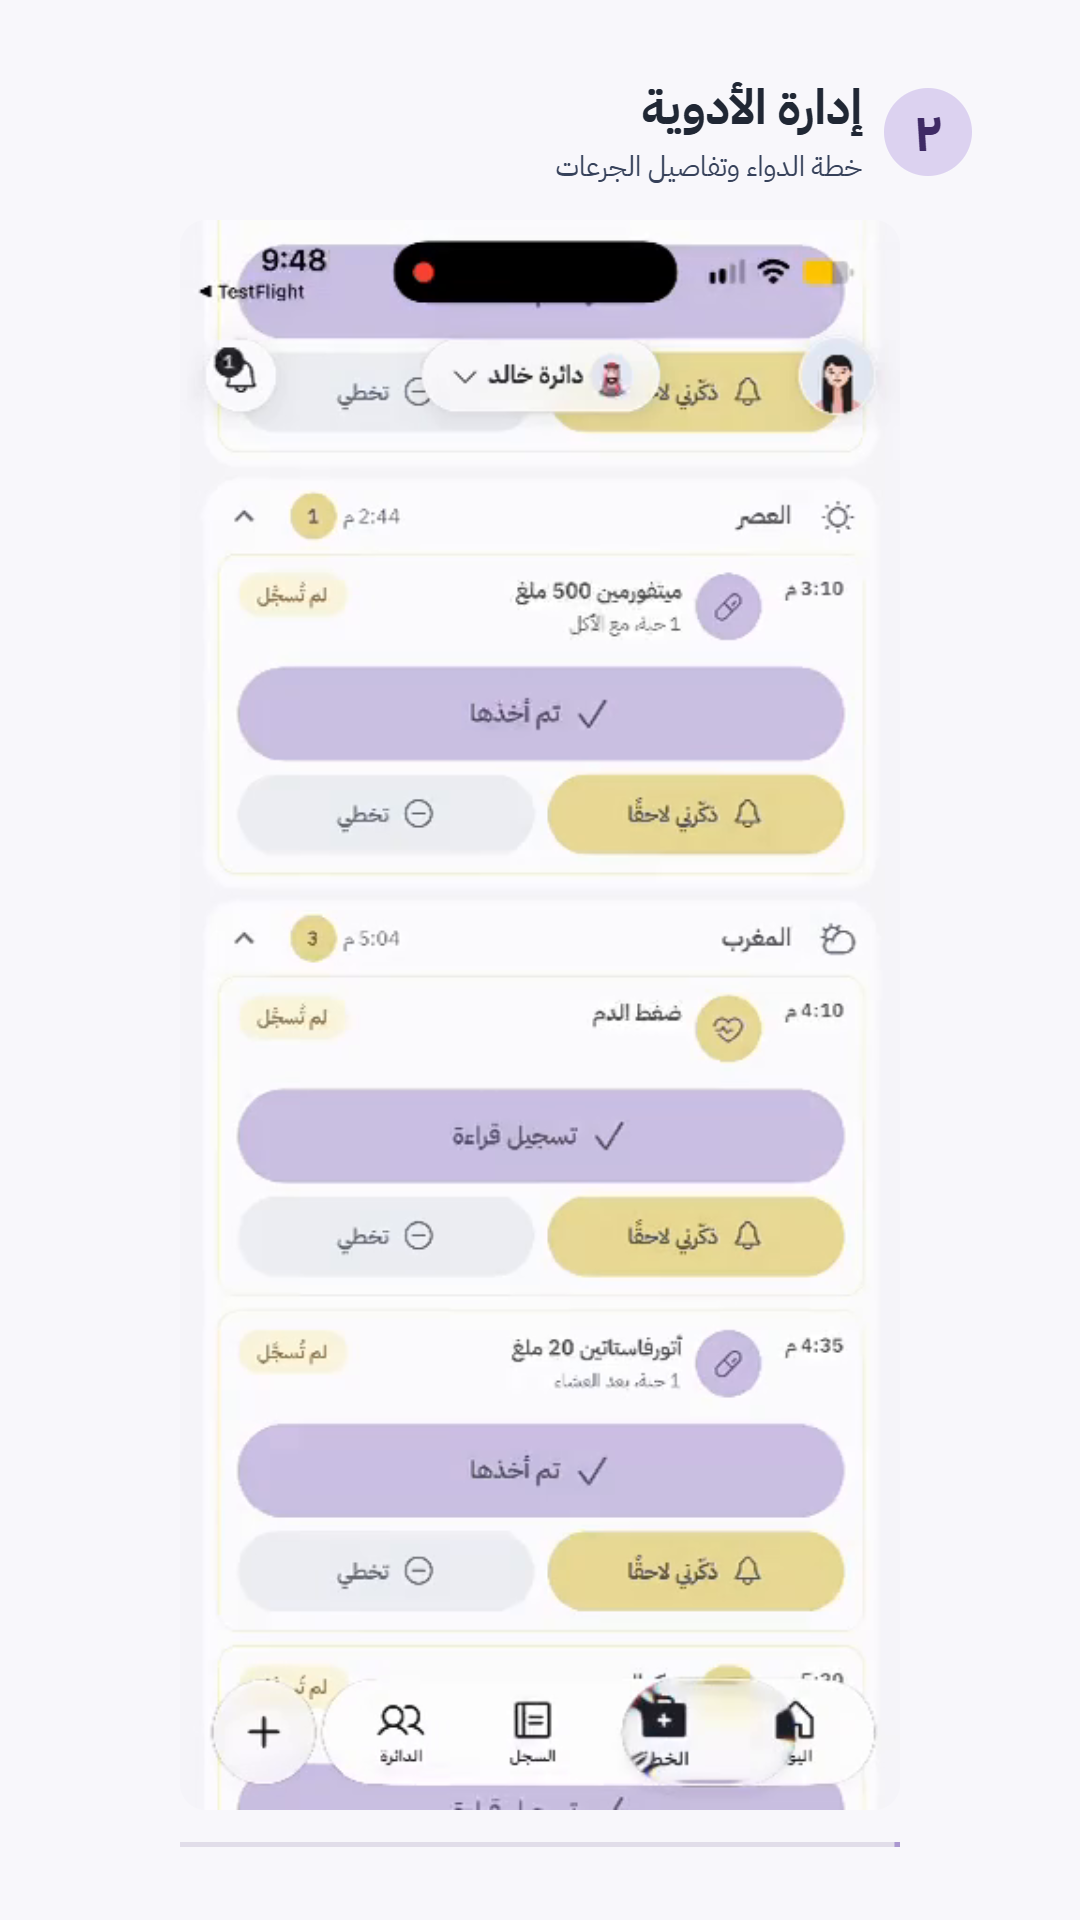 ٢
إدارة الأدوية
خطة الدواء وتفاصيل الجرعات
9:48
◀ TestFlight
1
دائرة خالد
ذكّرني
تخطي
العصر
2:44 م
1
3:10 م
ميتفورمين 500 ملغ
1 حبة، مع الأكل
لم تُسجَّل
تم أخذها
ذكّرني لاحقًا
تخطي
المغرب
5:04 م
3
4:10 م
ضغط الدم
لم تُسجَّل
تسجيل قراءة
ذكّرني لاحقًا
تخطي
4:35 م
أتورفاستاتين 20 ملغ
1 حبة، بعد العشاء
لم تُسجَّل
تم أخذها
ذكّرني لاحقًا
تخطي
لم
السجل
الدائرة